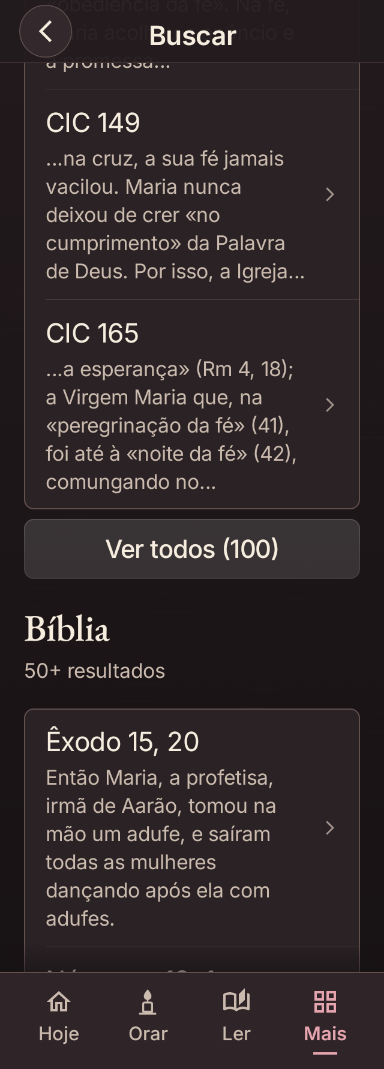 Buscar
a promessa...
CIC 149
...na cruz, a sua fé jamais
vacilou. Maria nunca
deixou de crer «no
cumprimento» da Palavra
de Deus. Por isso, a Igreja...
CIC 165
...a esperança» (Rm 4, 18);
a Virgem Maria que, na
«peregrinação da fé» (41),
foi até à «noite da fé» (42),
comungando no...
Ver todos (100)
Bíblia
50+ resultados
Êxodo 15, 20
Então Maria, a profetisa,
irmã de Aarão, tomou na
mão um adufe, e saíram
todas as mulheres
dançando após ela com
adufes.
Hoje
Orar
Ler
Mais